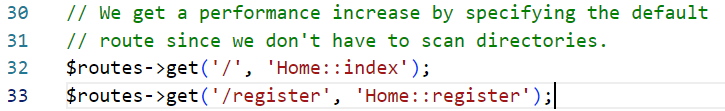 30 // We get a performance increase by specifying the default
31 // route since we don't have to scan directories.
32 $routes->get('/', 'Home::index');
33 $routes->get('/register', 'Home::register');